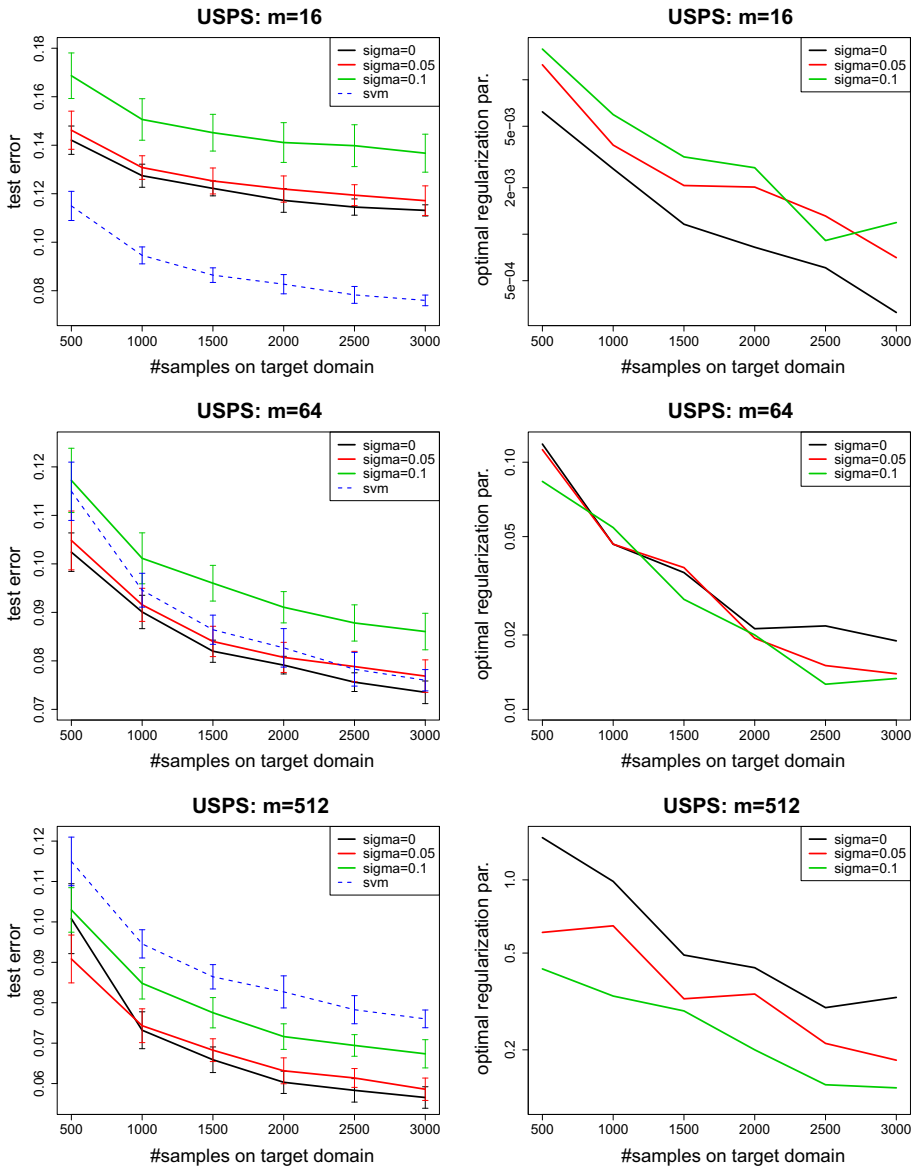 USPS: m=16
test error
0.08
0.10
0.12
0.14
0.16
0.18
sigma=0
sigma=0.05
sigma=0.1
svm
500
1000
1500
2000
2500
3000
#samples on target domain
USPS: m=16
optimal regularization par.
5e−04
2e−03
5e−03
sigma=0
sigma=0.05
sigma=0.1
500
1000
1500
2000
2500
3000
#samples on target domain
USPS: m=64
test error
0.07
0.08
0.09
0.10
0.11
0.12
sigma=0
sigma=0.05
sigma=0.1
svm
500
1000
1500
2000
2500
3000
#samples on target domain
USPS: m=64
optimal regularization par.
0.01
0.02
0.05
0.10
sigma=0
sigma=0.05
sigma=0.1
500
1000
1500
2000
2500
3000
#samples on target domain
USPS: m=512
test error
0.06
0.07
0.08
0.09
0.10
0.11
0.12
sigma=0
sigma=0.05
sigma=0.1
svm
500
1000
1500
2000
2500
3000
#samples on target domain
USPS: m=512
optimal regularization par.
0.2
0.5
1.0
sigma=0
sigma=0.05
sigma=0.1
500
1000
1500
2000
2500
3000
#samples on target domain